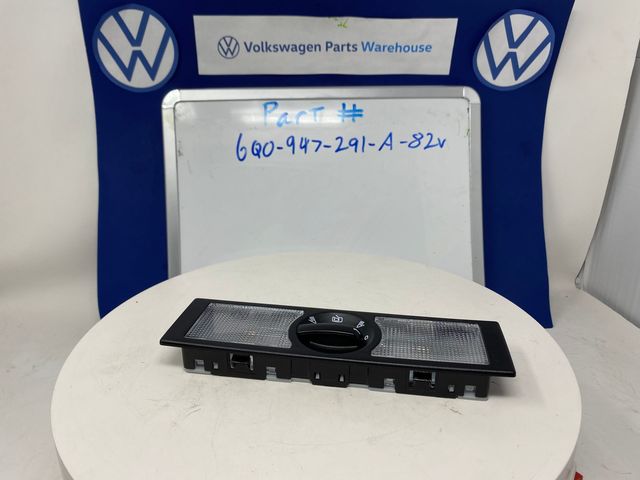 Volkswagen Parts Warehouse
Part #
6Q0-947-291-A-82v